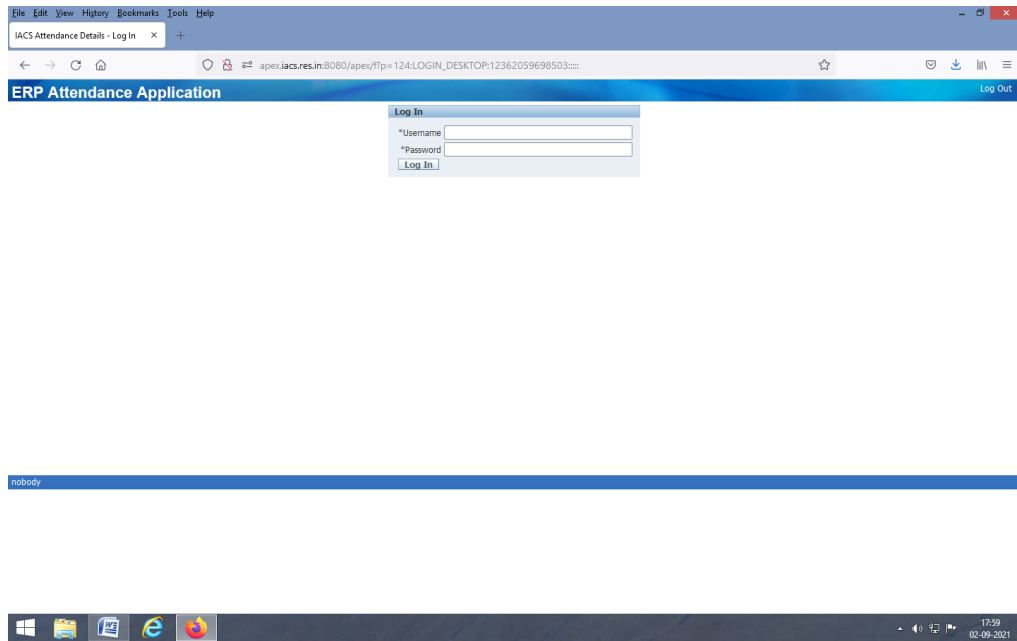 File Edit View History Bookmarks Tools Help
IACS Attendance Details - Log In
apex.iacs.res.in:8080/apex/f?p=124:LOGIN_DESKTOP:12362059698503:::::
ERP Attendance Application
Log Out
Log In
*Username
*Password
Log In
nobody
17:59
02-09-2021